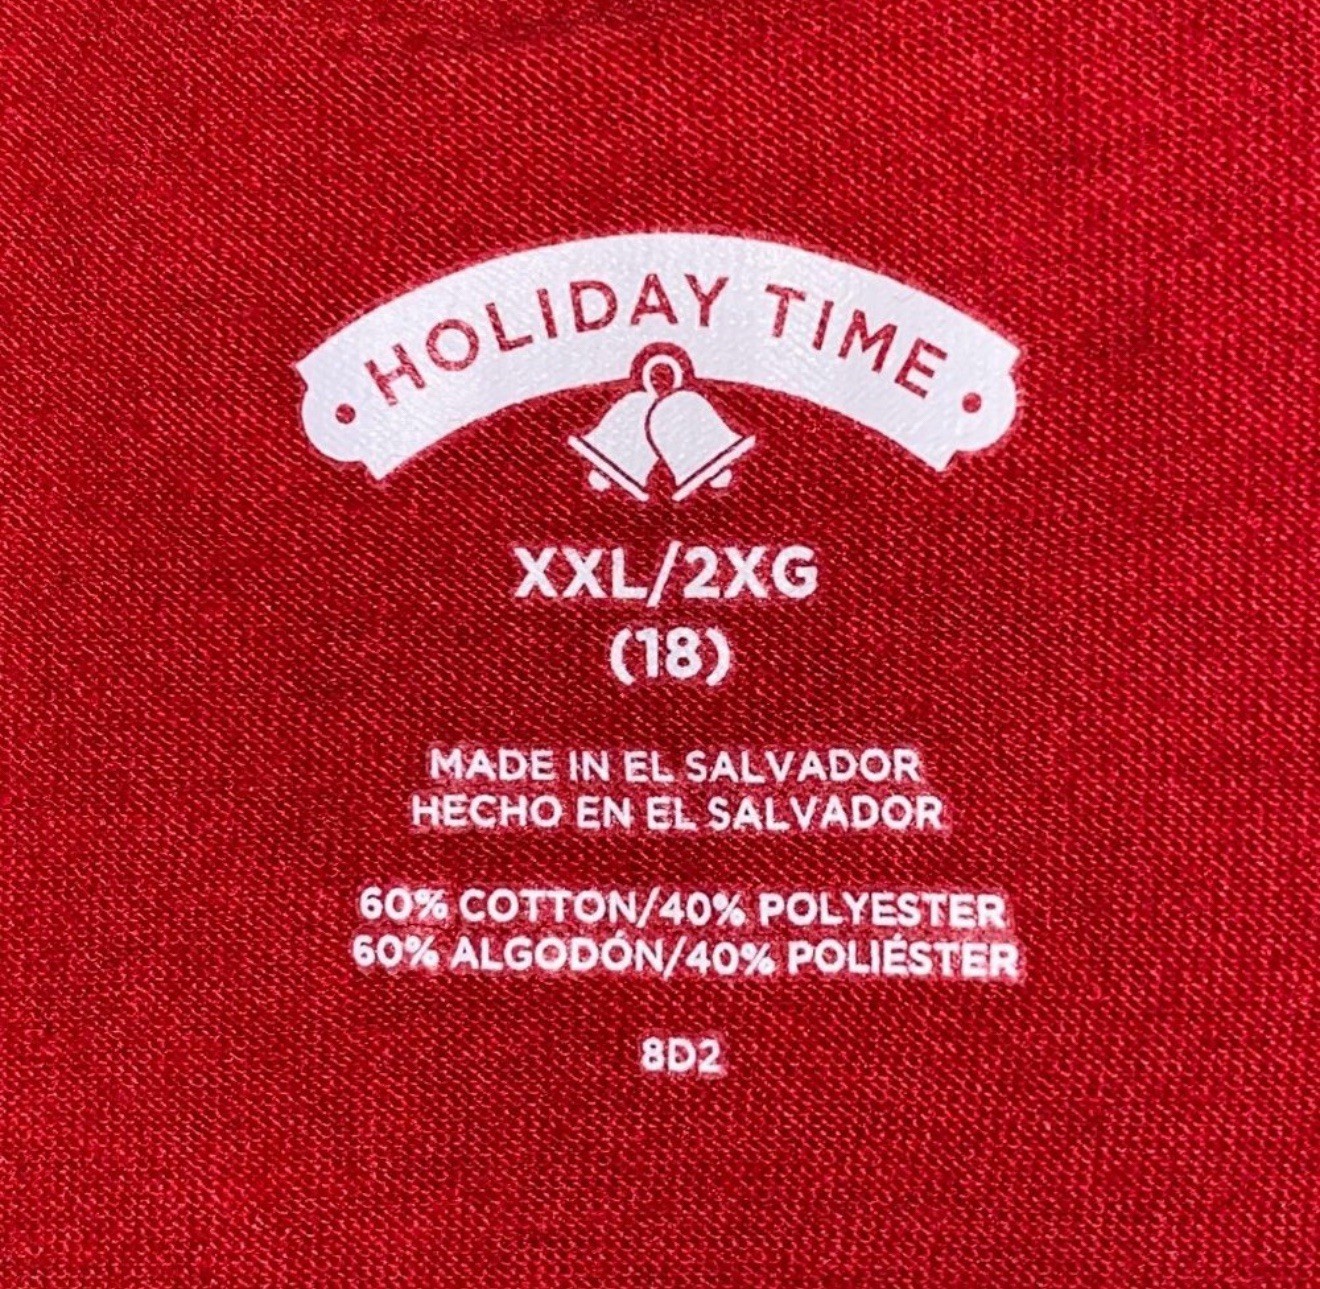 HOLIDAY TIME
XXL/2XG
(18)
MADE IN EL SALVADOR
HECHO EN EL SALVADOR
60% COTTON/40% POLYESTER
60% ALGODÓN/40% POLIÉSTER
8D2